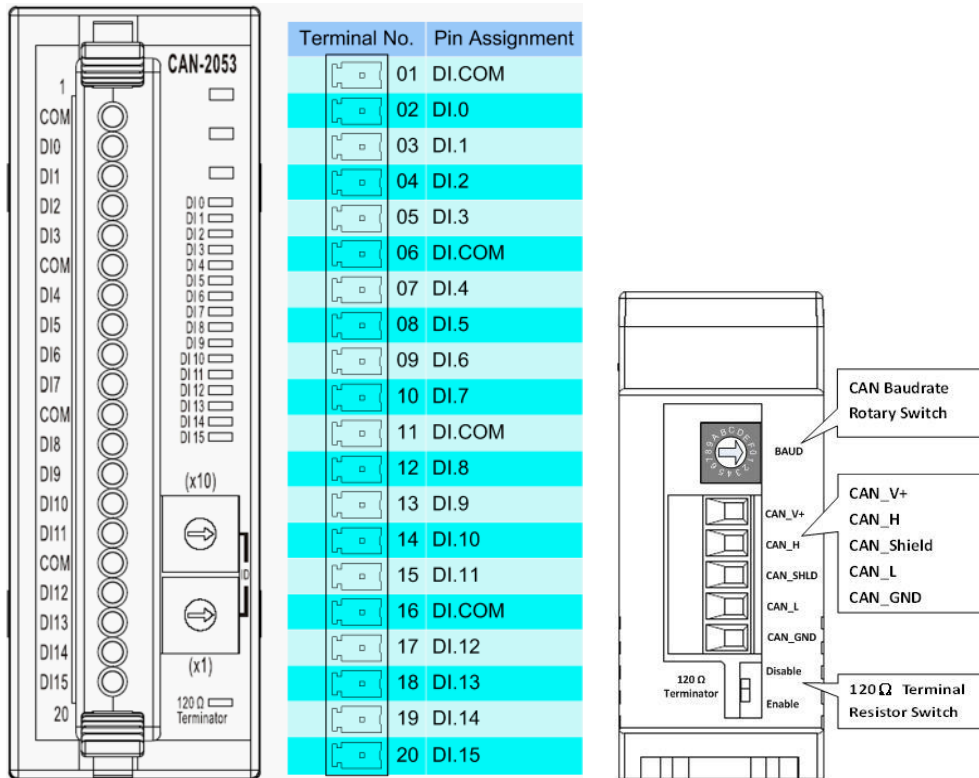 CAN-2053
1
COM
DI0
DI1
DI2
DI3
COM
DI4
DI5
DI6
DI7
COM
DI8
DI9
DI10
DI11
COM
DI12
DI13
DI14
DI15
20
DI 0
DI 1
DI 2
DI 3
DI 4
DI 5
DI 6
DI 7
DI 8
DI 9
DI 10
DI 11
DI 12
DI 13
DI 14
DI 15
(x10)
ID
(x1)
120 Ω
Terminator
Terminal No. Pin Assignment
01 DI.COM
02 DI.0
03 DI.1
04 DI.2
05 DI.3
06 DI.COM
07 DI.4
08 DI.5
09 DI.6
10 DI.7
11 DI.COM
12 DI.8
13 DI.9
14 DI.10
15 DI.11
16 DI.COM
17 DI.12
18 DI.13
19 DI.14
20 DI.15
0123456789ABCDEF
BAUD
CAN_V+
CAN_H
CAN_SHLD
CAN_L
CAN_GND
Disable
120 Ω
Terminator
Enable
CAN Baudrate
Rotary Switch
CAN_V+
CAN_H
CAN_Shield
CAN_L
CAN_GND
120Ω Terminal
Resistor Switch